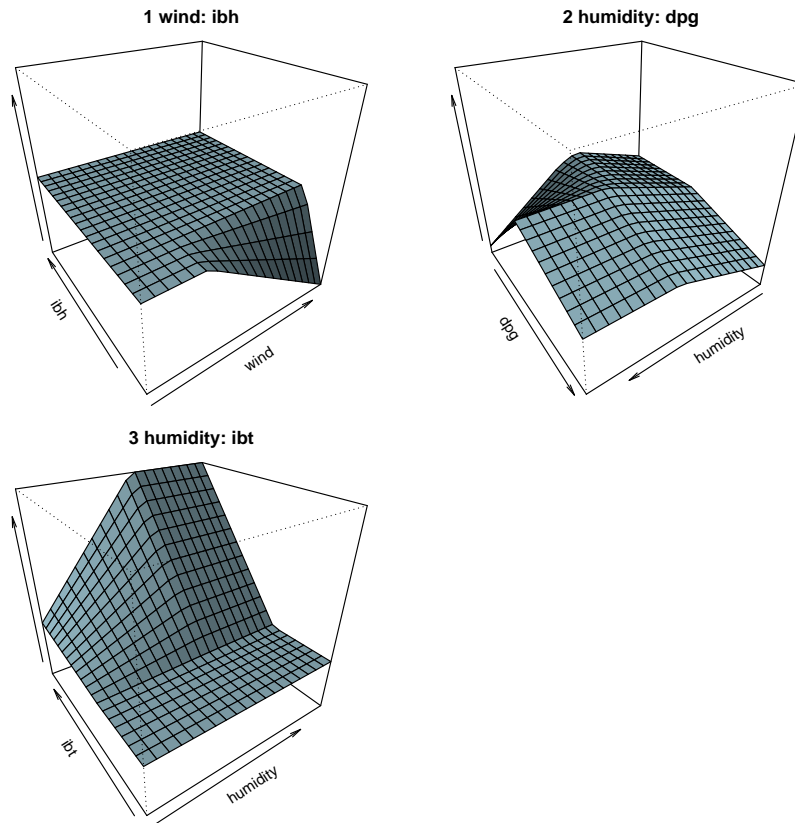 1 wind: ibh
ibh
wind
2 humidity: dpg
dpg
humidity
3 humidity: ibt
ibt
humidity